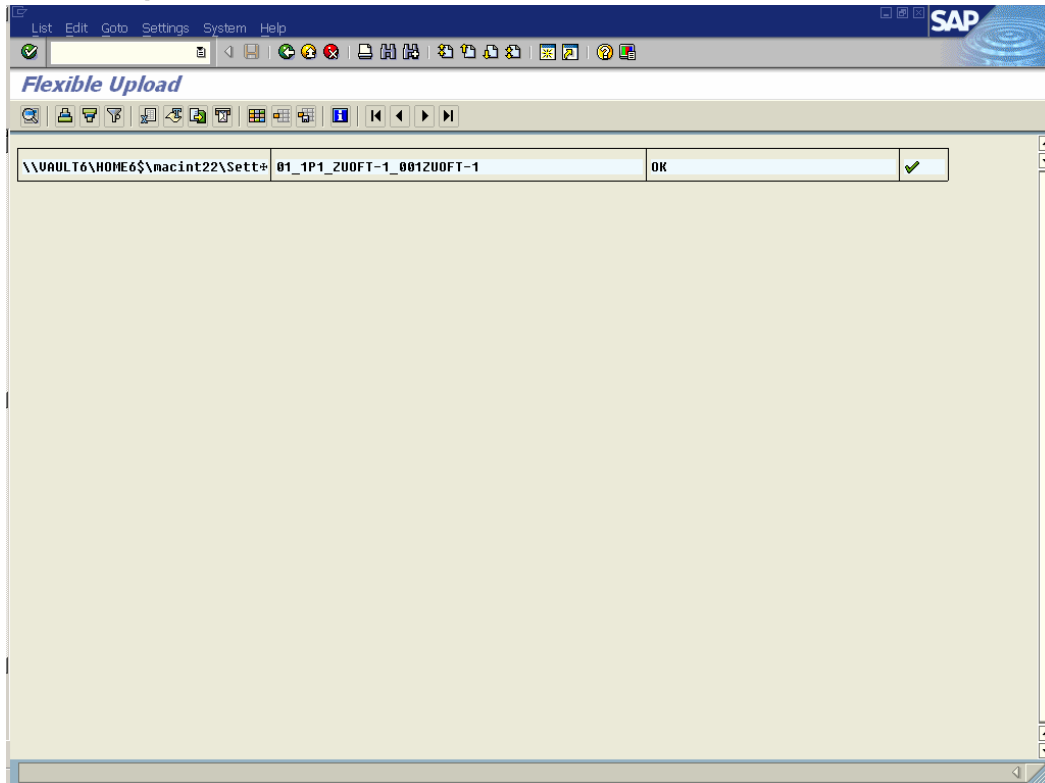 List Edit Goto Settings System Help
SAP
Flexible Upload
\\VAULT6\HOME6$\macint22\Sett 01_1P1_ZUOFT-1_001ZUOFT-1 OK